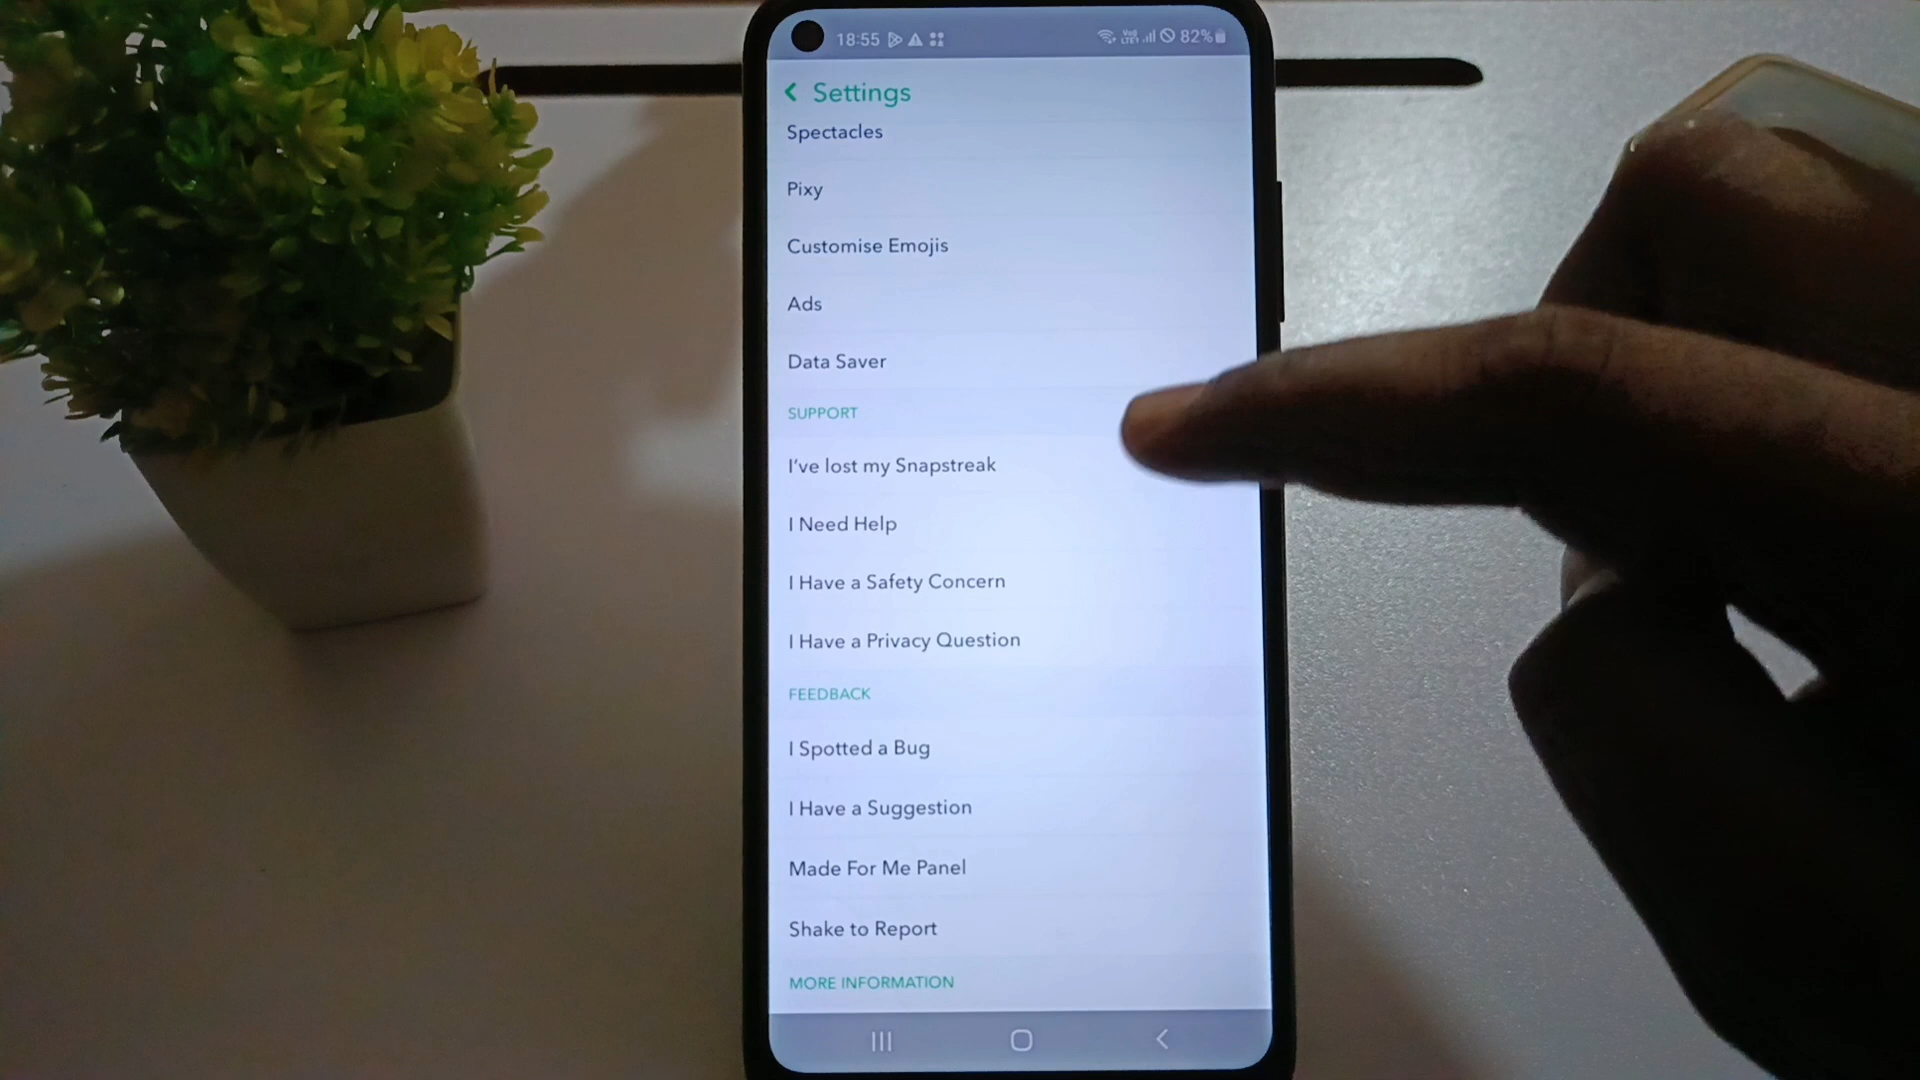 18:55
82%
Settings
Spectacles
Pixy
Customise Emojis
Ads
Data Saver
SUPPORT
I've lost my Snapstreak
I Need Help
I Have a Safety Concern
I Have a Privacy Question
FEEDBACK
I Spotted a Bug
I Have a Suggestion
Made For Me Panel
Shake to Report
MORE INFORMATION